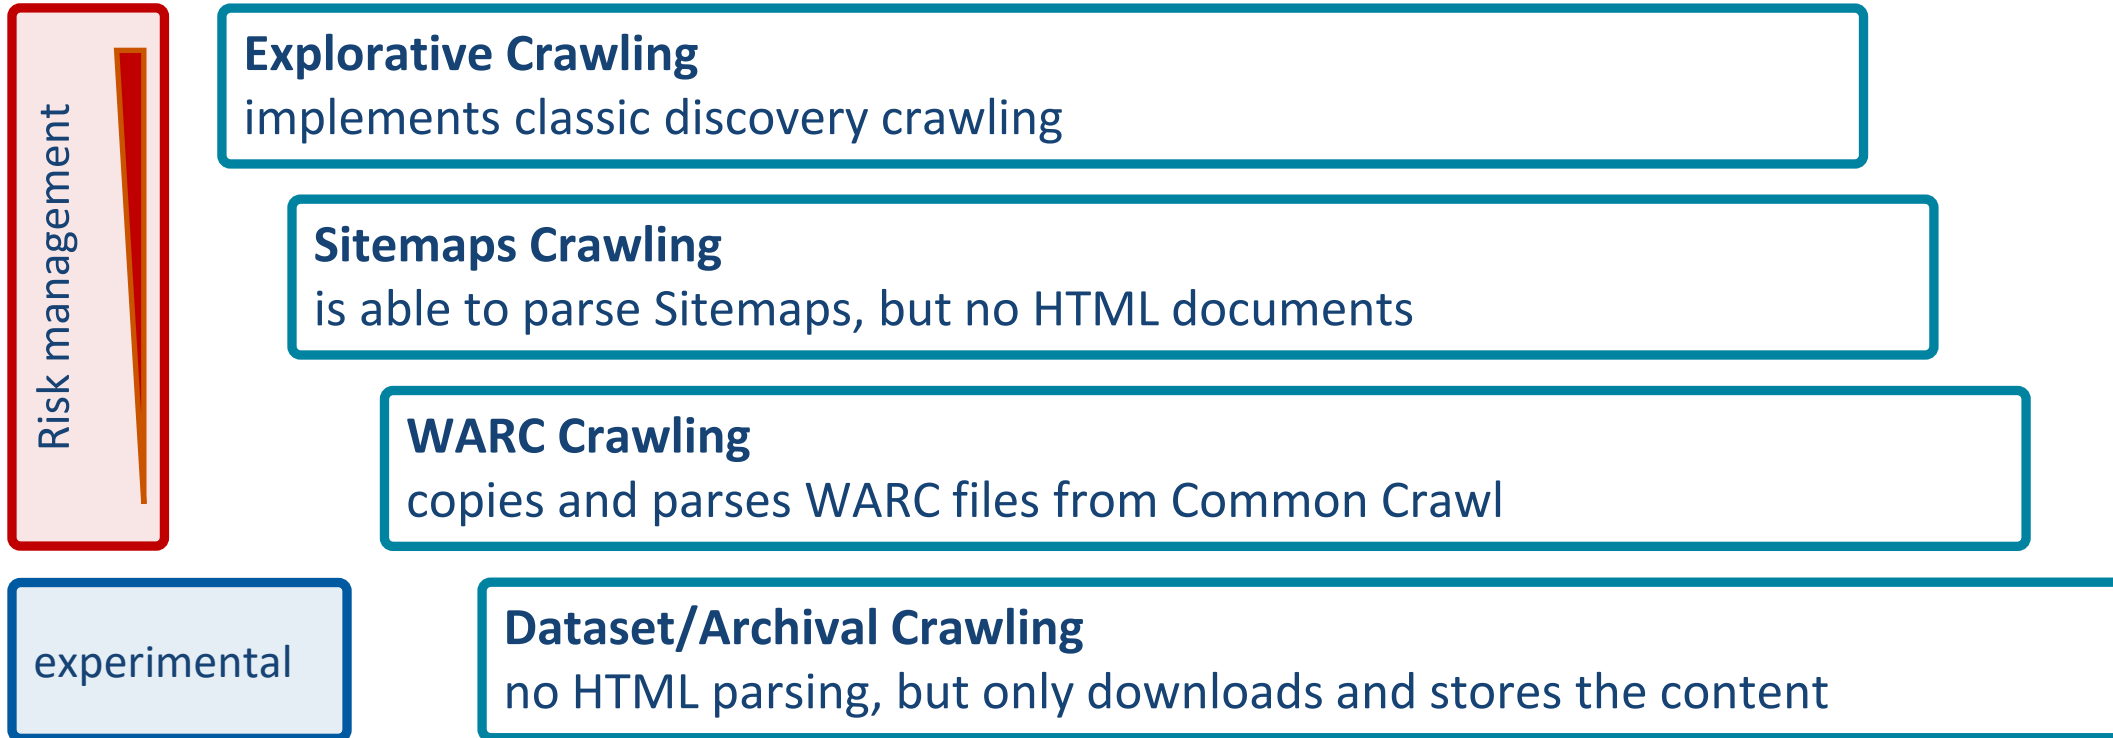 Risk management
Explorative Crawling
implements classic discovery crawling
Sitemaps Crawling
is able to parse Sitemaps, but no HTML documents
WARC Crawling
copies and parses WARC files from Common Crawl
experimental
Dataset/Archival Crawling
no HTML parsing, but only downloads and stores the content